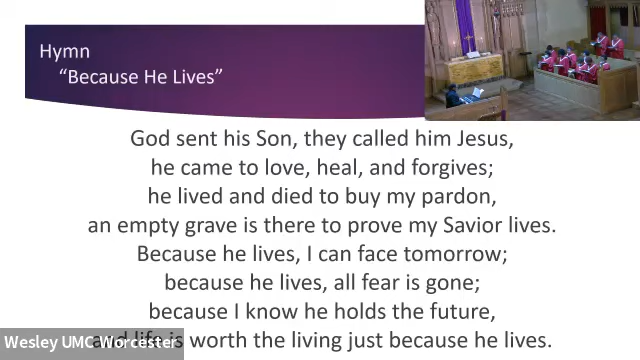 Hymn
"Because He Lives"
God sent his Son, they called him Jesus,
he came to love, heal, and forgives;
he lived and died to buy my pardon,
an empty grave is there to prove my Savior lives.
Because he lives, I can face tomorrow;
because he lives, all fear is gone;
because I know he holds the future,
and life is worth the living just because he lives.
Wesley UMC Worcester